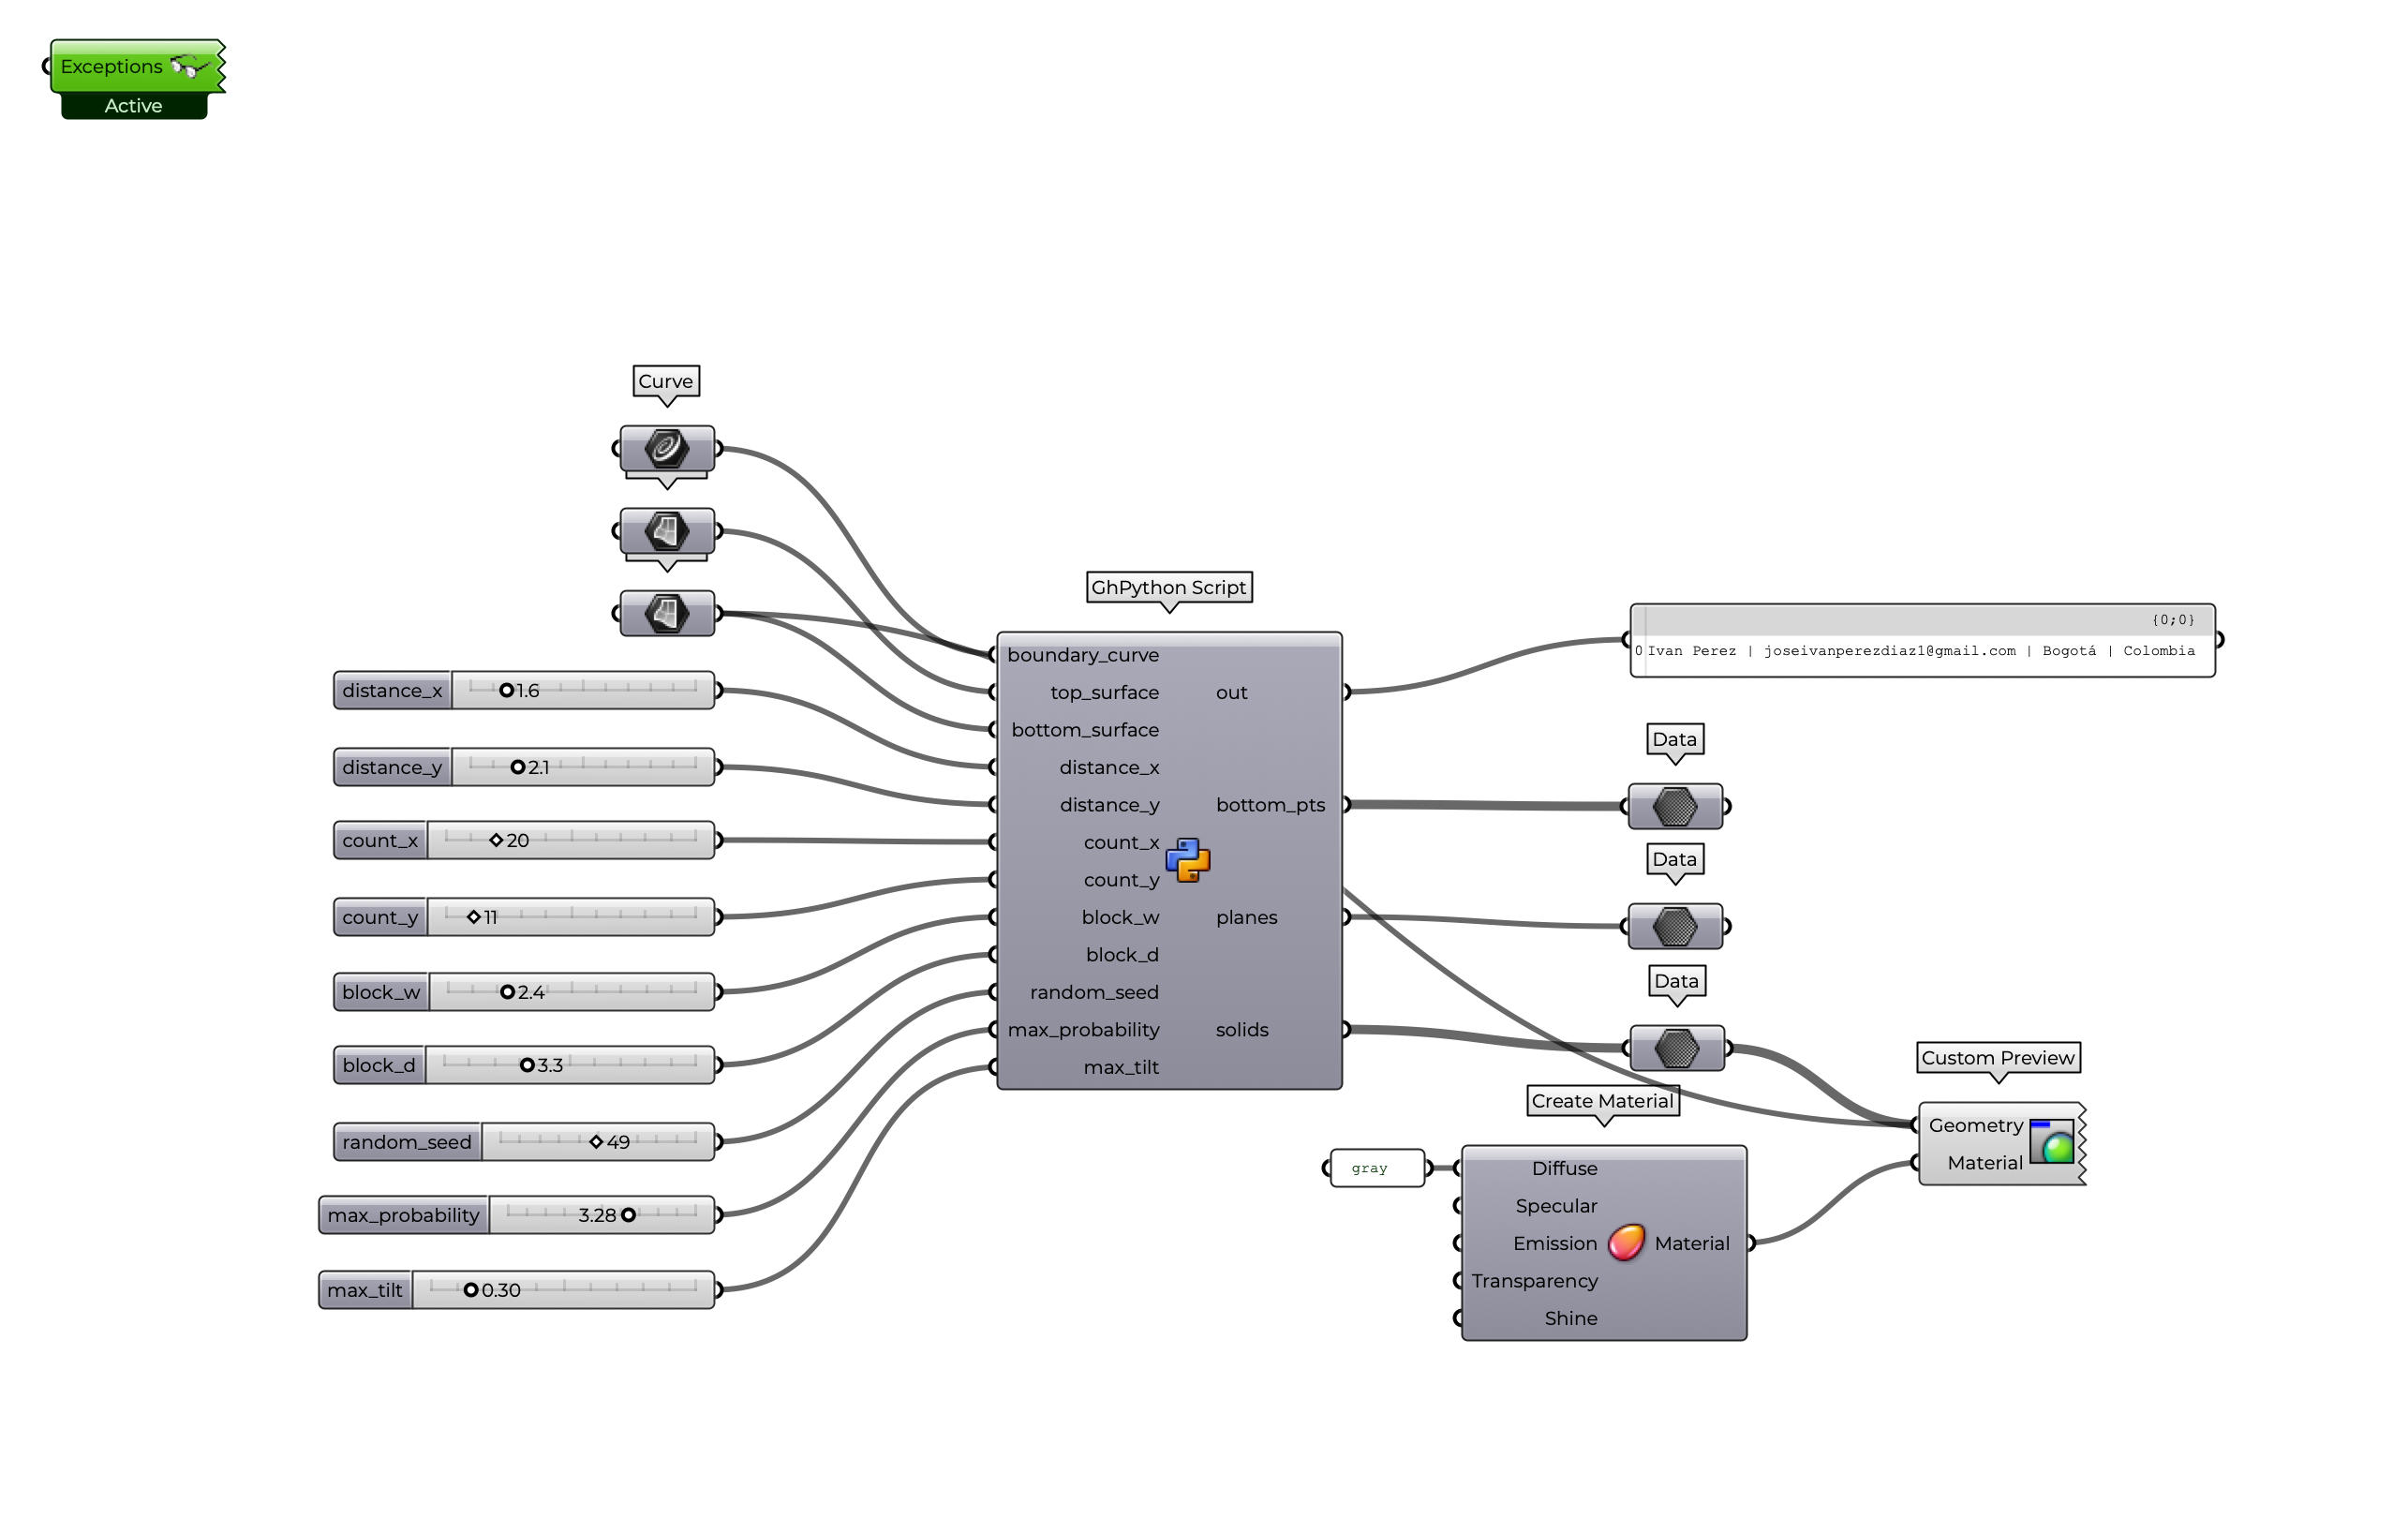 Exceptions
Active
Curve
distance_x 1.6
distance_y 2.1
count_x 20
count_y 11
block_w 2.4
block_d 3.3
random_seed 49
max_probability 3.28
max_tilt 0.30
GhPython Script
boundary_curve
top_surface
bottom_surface
distance_x
distance_y
count_x
count_y
block_w
block_d
random_seed
max_probability
max_tilt
out
bottom_pts
planes
solids
{0;0}
0 Ivan Perez | joseivanperezdiaz1@gmail.com | Bogotá | Colombia
Data
Data
Data
Create Material
gray
Diffuse
Specular
Emission
Transparency
Shine
Material
Custom Preview
Geometry
Material